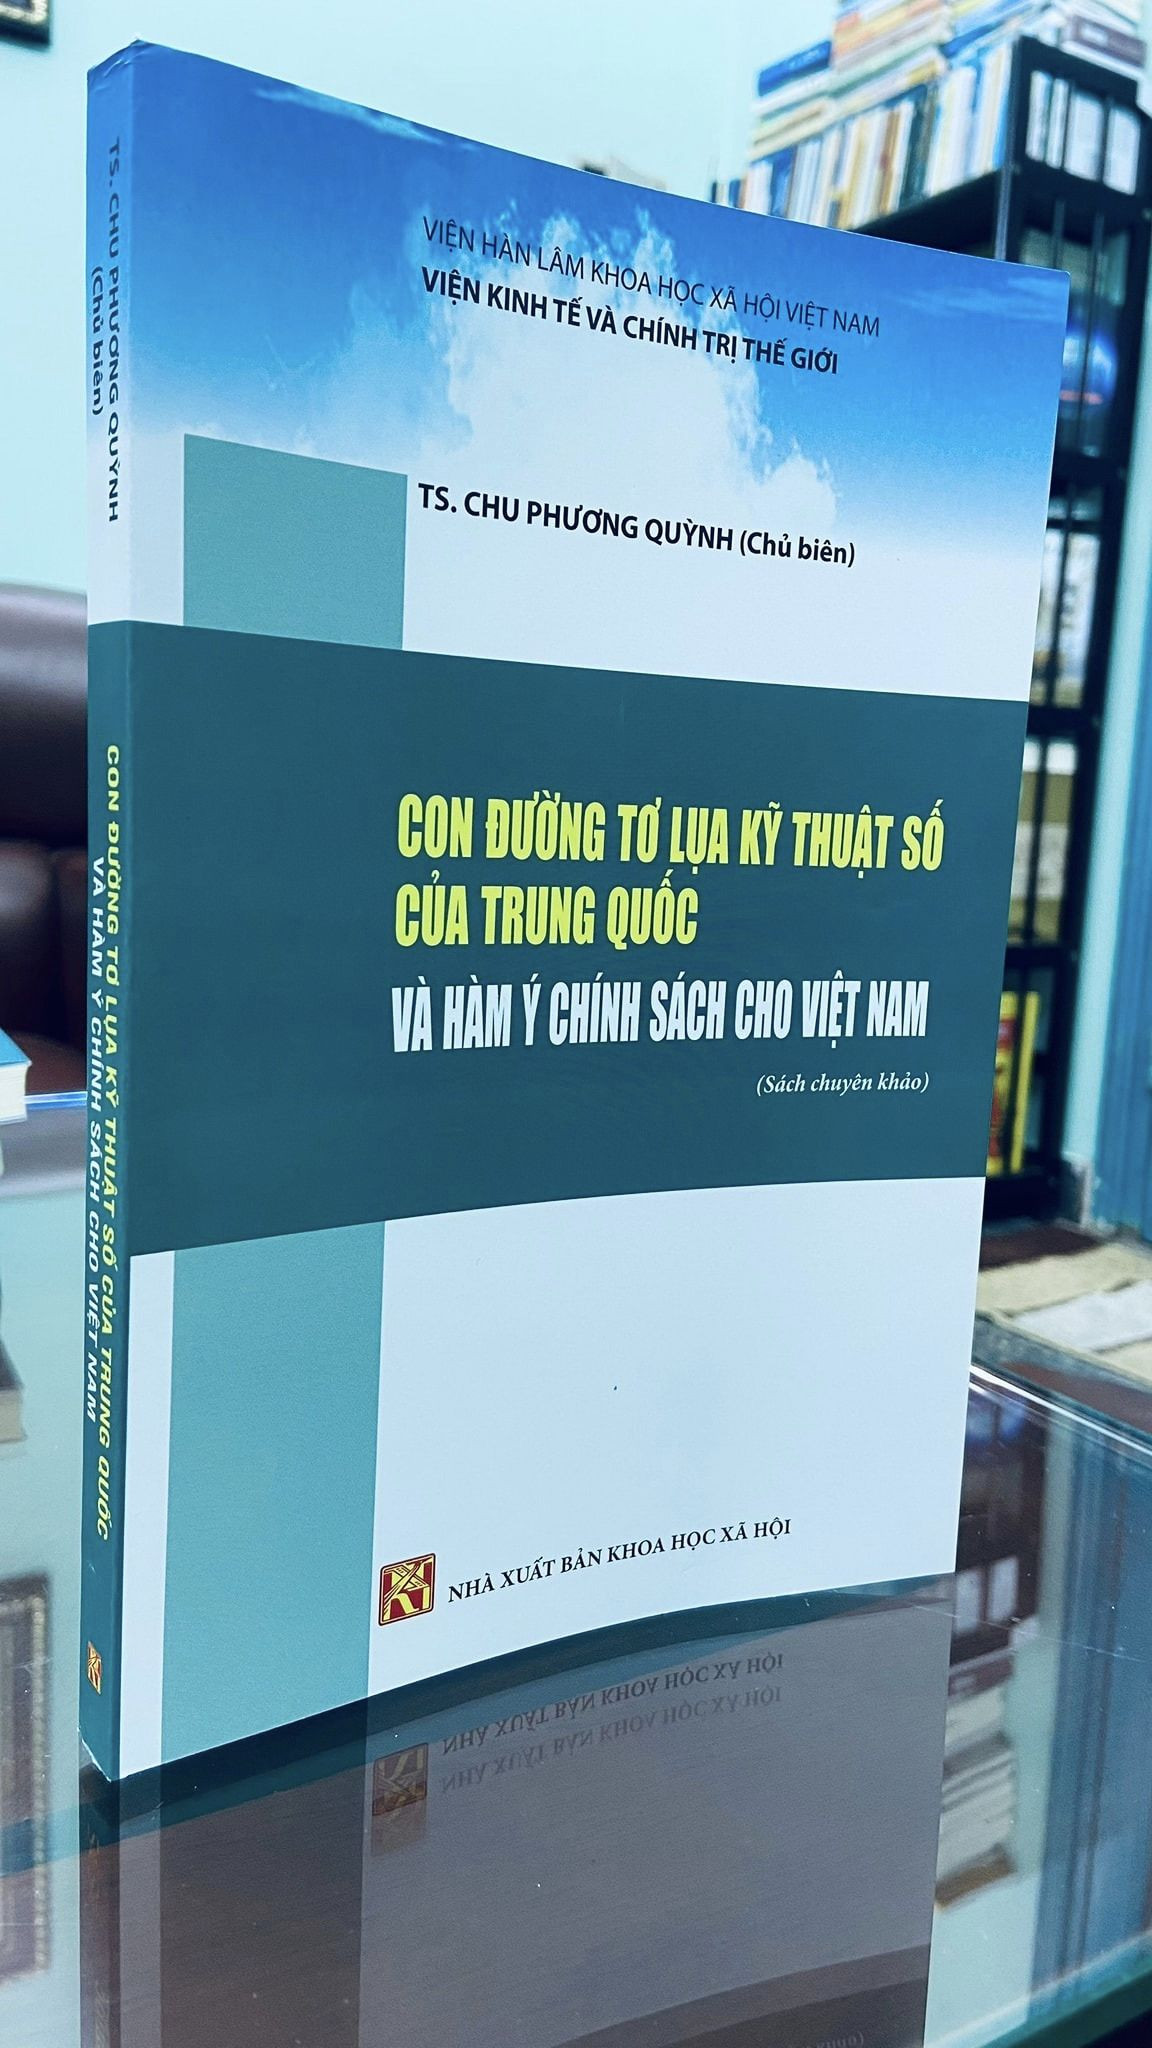 VIỆN HÀN LÂM KHOA HỌC XÃ HỘI VIỆT NAM
VIỆN KINH TẾ VÀ CHÍNH TRỊ THẾ GIỚI
TS. CHU PHƯƠNG QUỲNH (Chủ biên)
CON ĐƯỜNG TƠ LỤA KỸ THUẬT SỐ
CỦA TRUNG QUỐC
VÀ HÀM Ý CHÍNH SÁCH CHO VIỆT NAM
(Sách chuyên khảo)
NHÀ XUẤT BẢN KHOA HỌC XÃ HỘI
TS. CHU PHƯƠNG QUỲNH
(Chủ biên)
CON ĐƯỜNG TƠ LỤA KỸ THUẬT SỐ CỦA TRUNG QUỐC
VÀ HÀM Ý CHÍNH SÁCH CHO VIỆT NAM